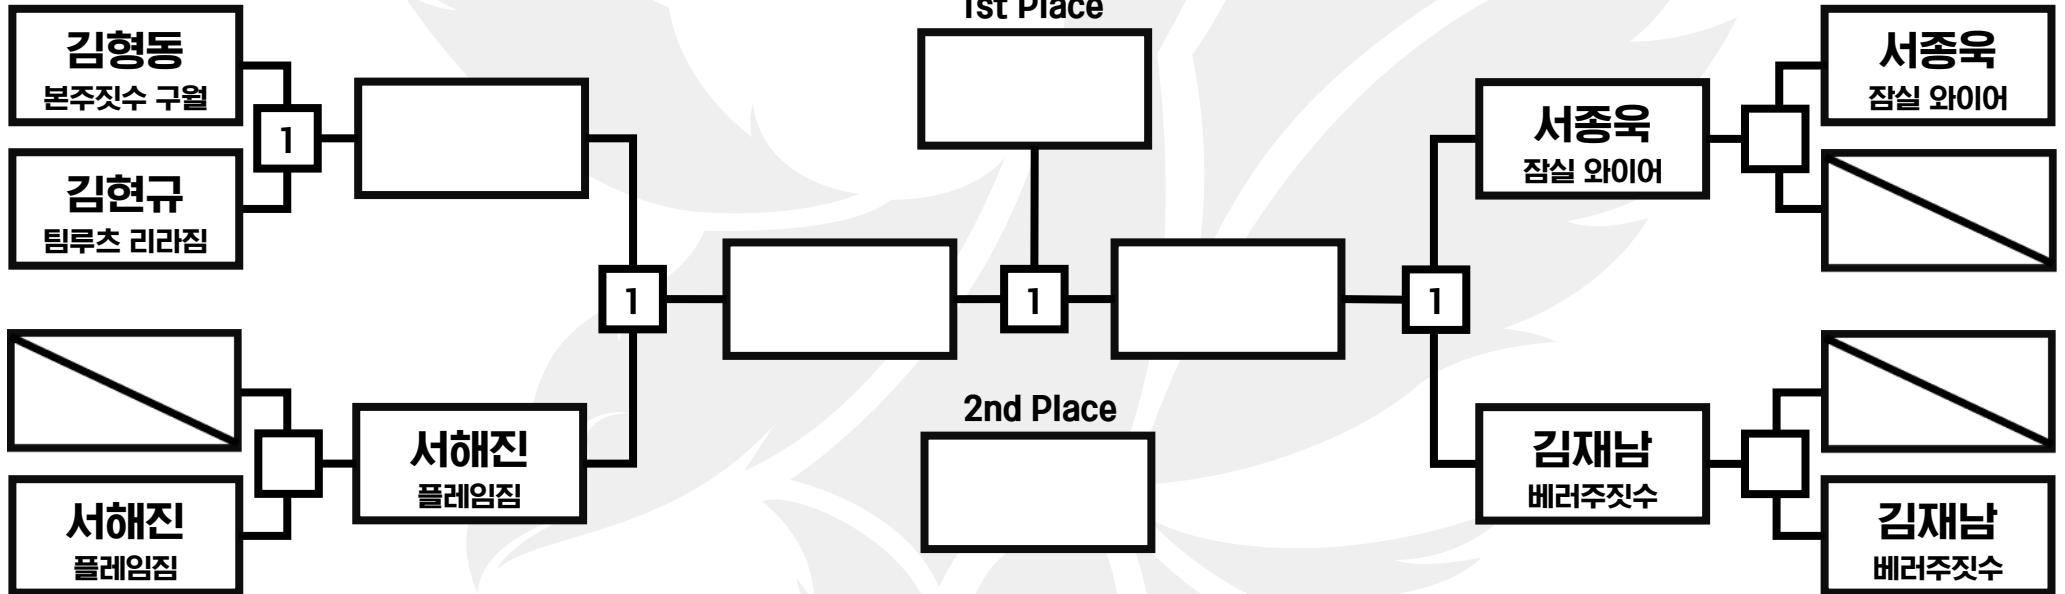 1st Place
김형동
본주짓수 구월
1
김현규
팀루츠 리라짐
서해진
플레임짐
서해진
플레임짐
1
1
2nd Place
1
서종욱
잠실 와이어
서종욱
잠실 와이어
김재남
베러주짓수
김재남
베러주짓수